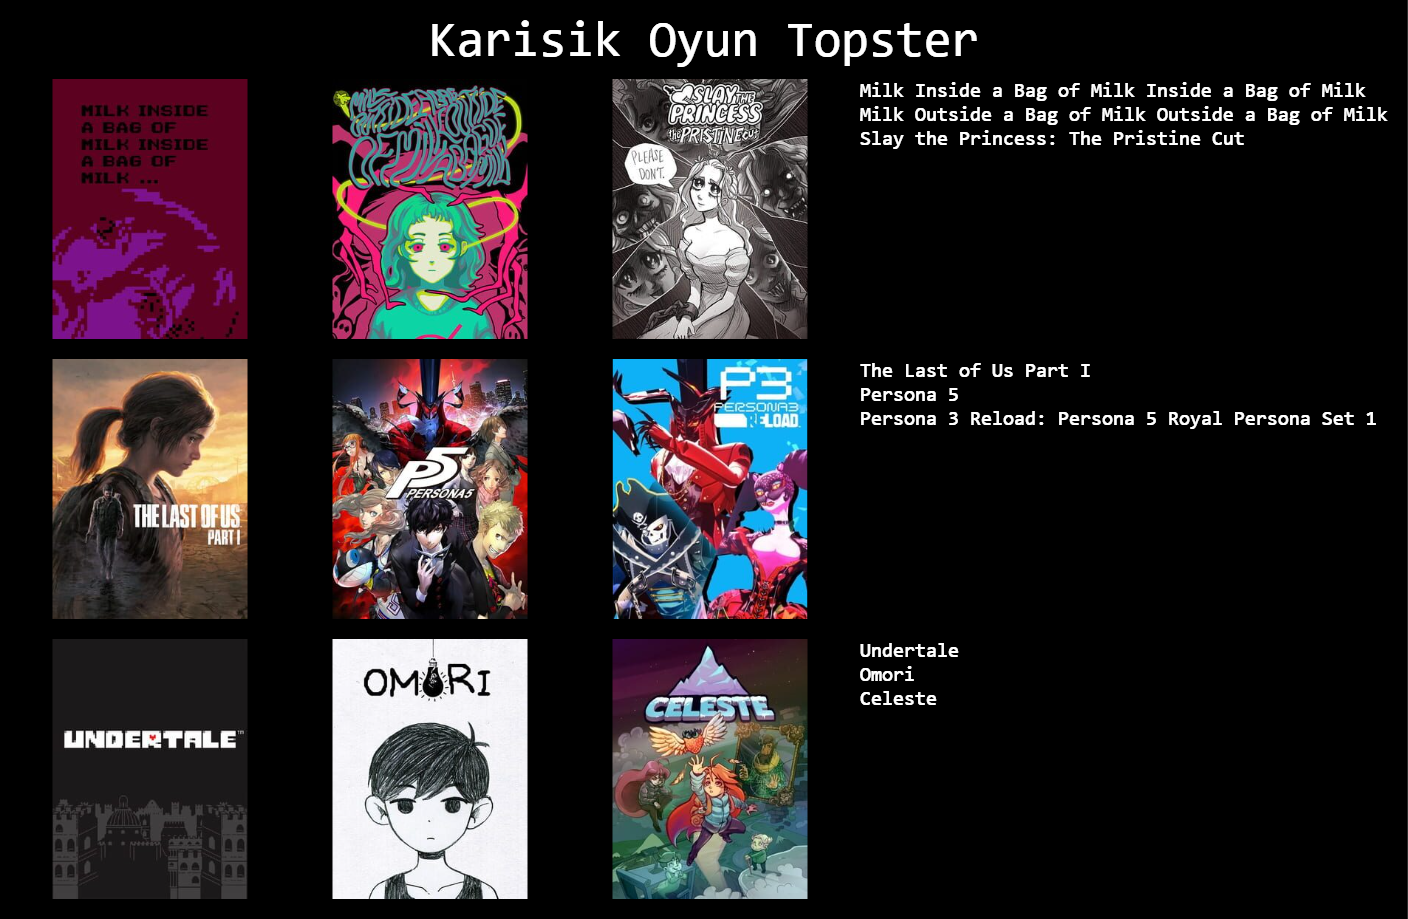 Karisik Oyun Topster
MILK INSIDE
A BAG OF
MILK INSIDE
A BAG OF
MILK ...
SLAY THE
PRINCESS
the PRISTINE CUT
PLEASE
DON'T.
Milk Inside a Bag of Milk Inside a Bag of Milk
Milk Outside a Bag of Milk Outside a Bag of Milk
Slay the Princess: The Pristine Cut
THE LAST OF US
PART I
P5
PERSONA5
P3
PERSONA3
RELOAD
The Last of Us Part I
Persona 5
Persona 3 Reload: Persona 5 Royal Persona Set 1
UNDERTALE™
OMORI
CELESTE
Undertale
Omori
Celeste